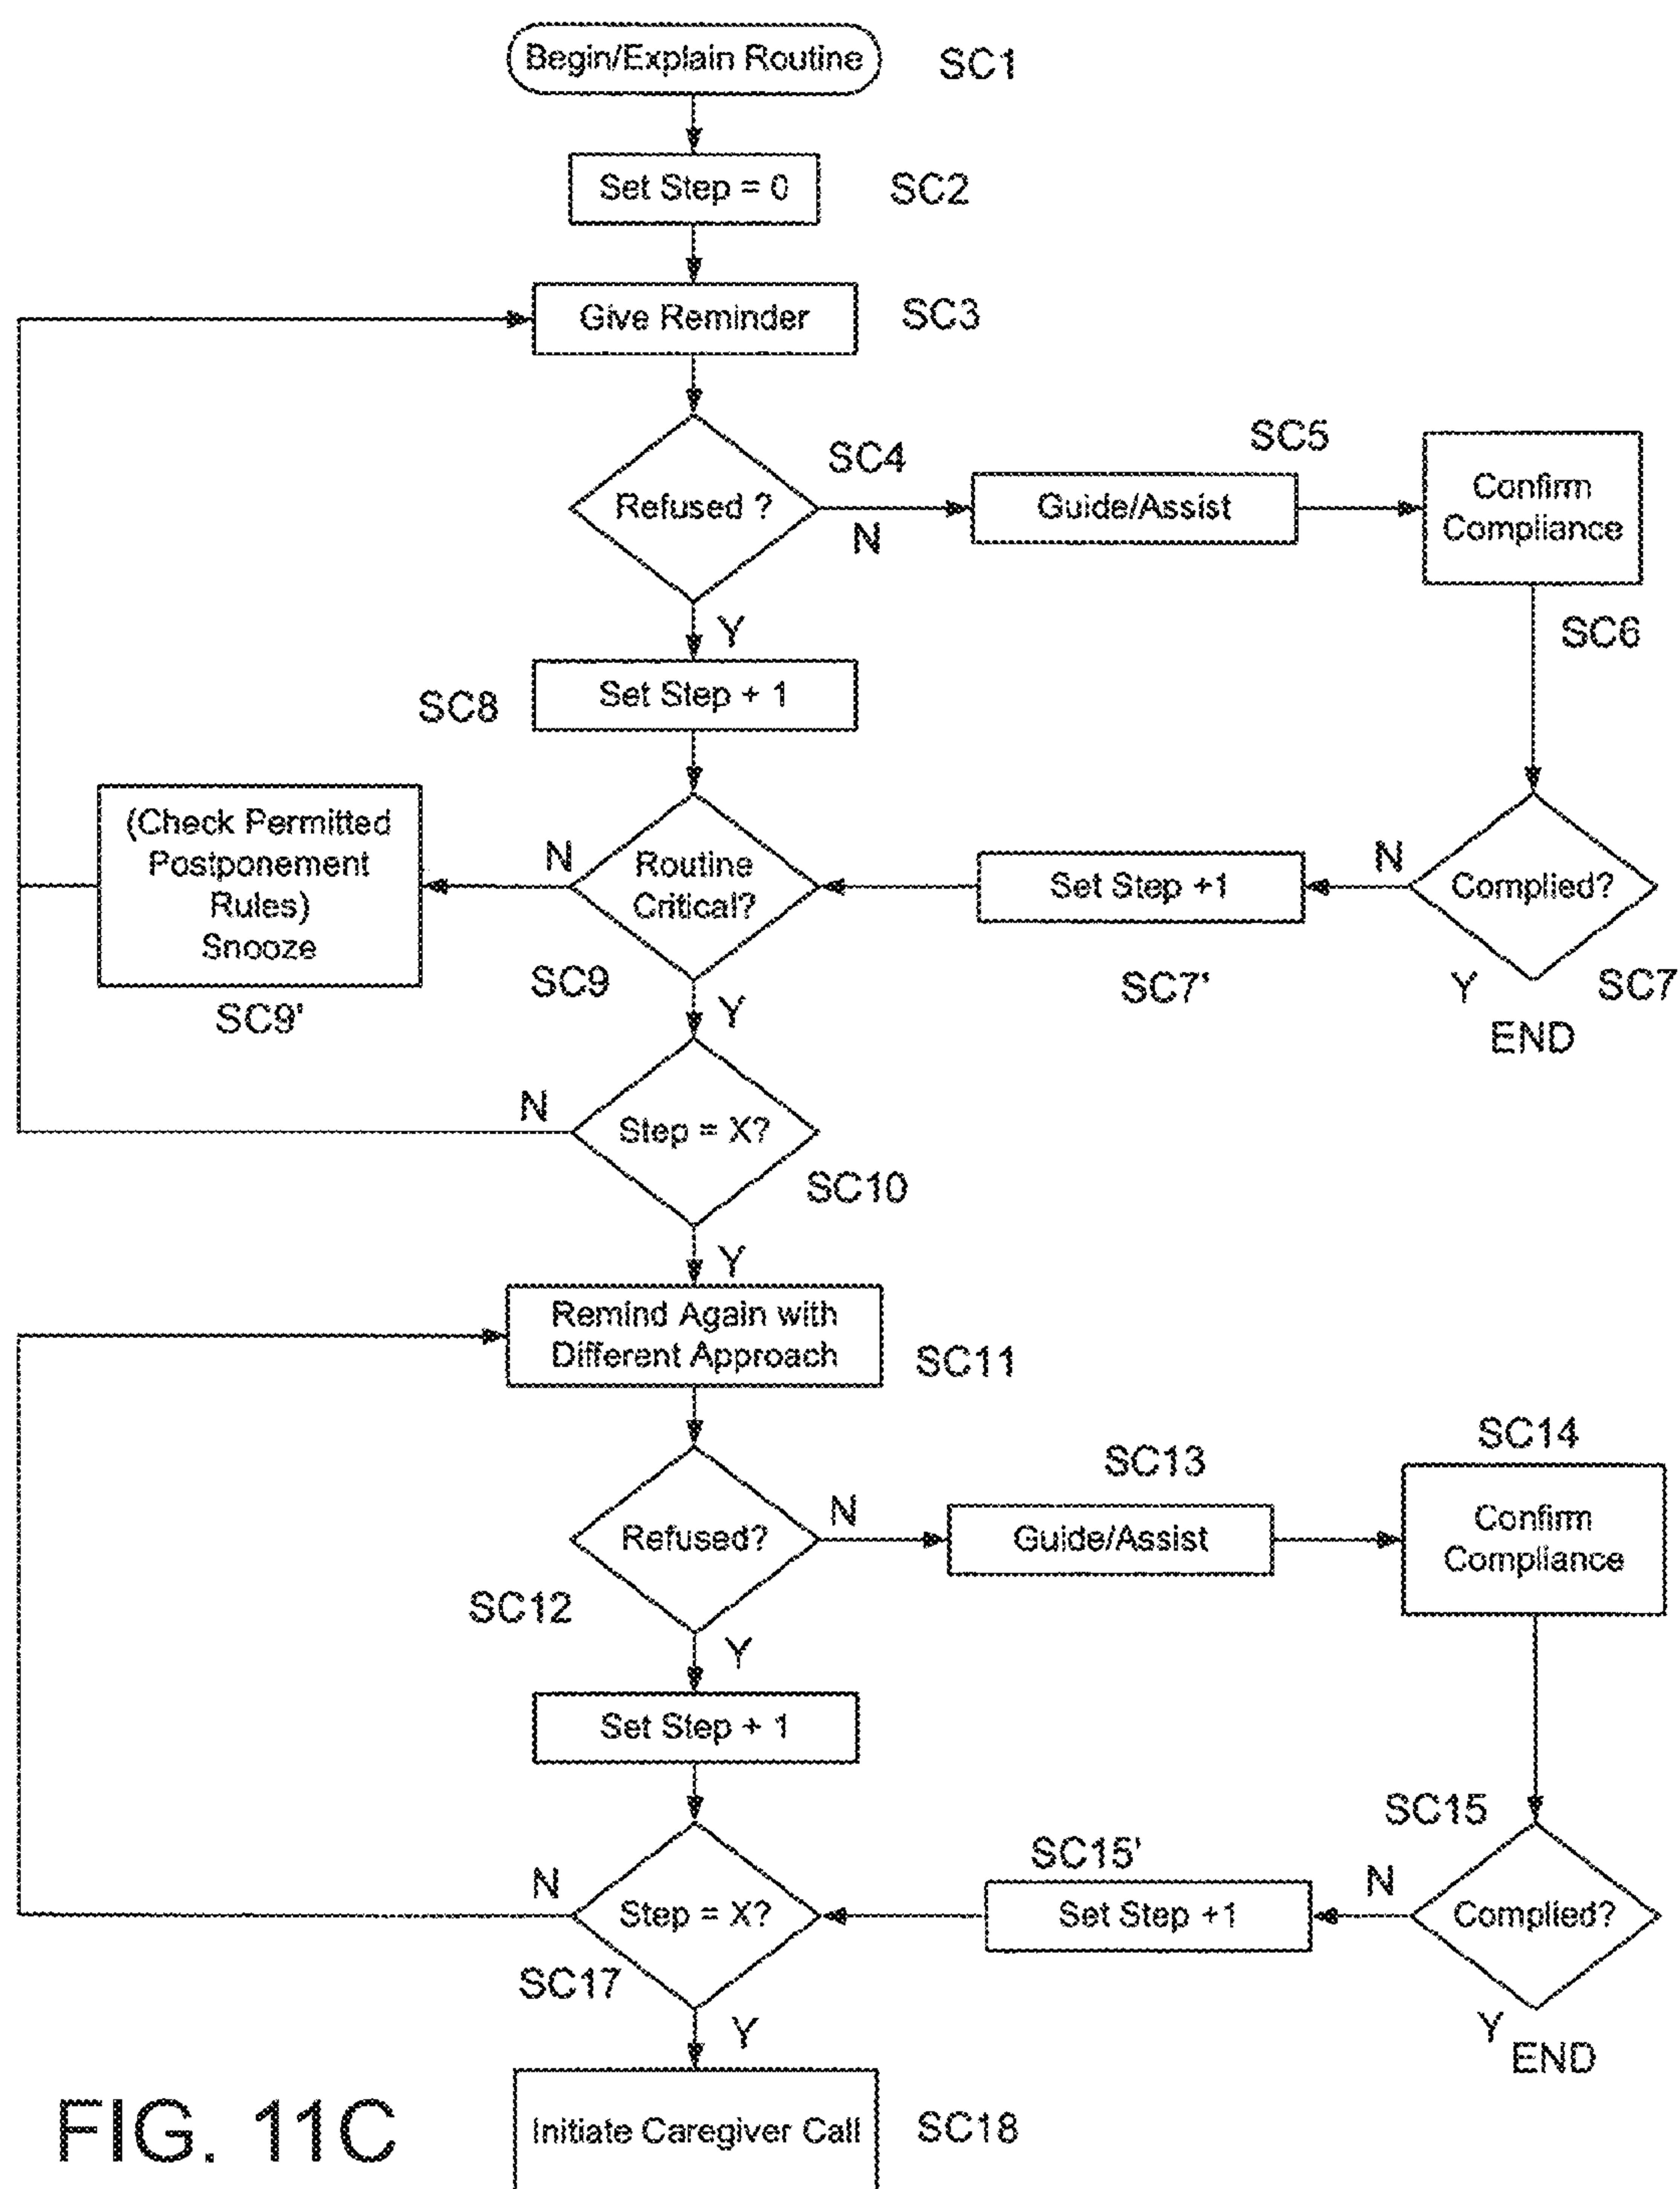 Begin/Explain Routine
SC1
Set Step = 0
SC2
Give Reminder
SC3
Refused ?
SC4
N
Guide/Assist
SC5
Confirm
Compliance
SC6
Y
Set Step + 1
SC8
(Check Permitted
Postponement
Rules)
Snooze
SC9'
N
Routine
Critical?
SC9
Set Step +1
SC7'
N
Complied?
SC7
Y
END
Y
N
Step = X?
SC10
Y
Remind Again with
Different Approach
SC11
Refused?
SC12
N
Guide/Assist
SC13
SC14
Confirm
Compliance
Y
Set Step + 1
N
Step = X?
SC17
SC15'
Set Step +1
N
SC15
Complied?
Y
END
Y
Initiate Caregiver Call
SC18
FIG. 11C